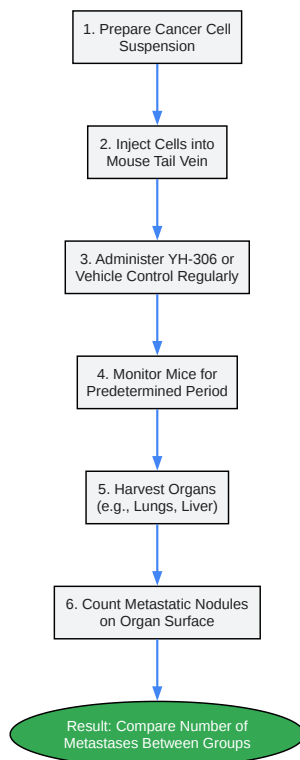 1. Prepare Cancer Cell
Suspension
2. Inject Cells into
Mouse Tail Vein
3. Administer YH-306 or
Vehicle Control Regularly
4. Monitor Mice for
Predetermined Period
5. Harvest Organs
(e.g., Lungs, Liver)
6. Count Metastatic Nodules
on Organ Surface
Result: Compare Number of
Metastases Between Groups